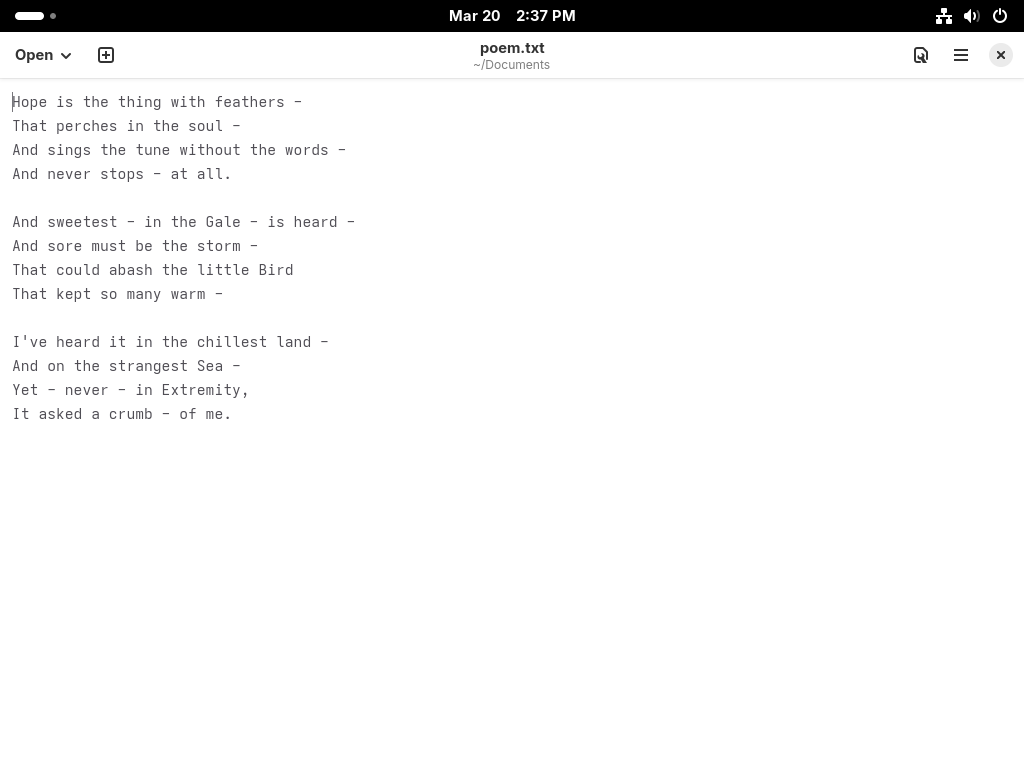 Mar 20 2:37 PM
Open
poem.txt
~/Documents
Hope is the thing with feathers –
That perches in the soul –
And sings the tune without the words –
And never stops – at all.

And sweetest – in the Gale – is heard –
And sore must be the storm –
That could abash the little Bird
That kept so many warm –

I've heard it in the chillest land –
And on the strangest Sea –
Yet – never – in Extremity,
It asked a crumb – of me.